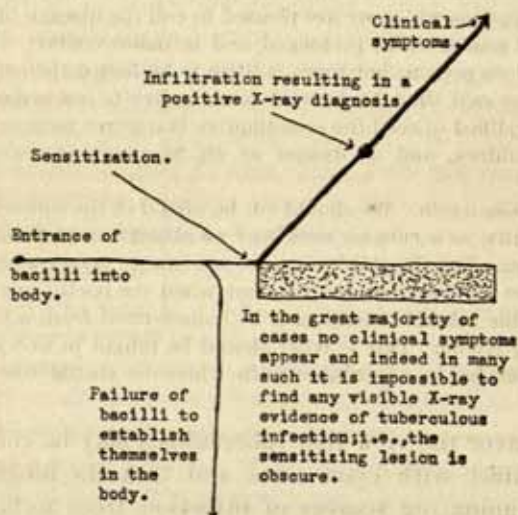 Clinical
symptoms.
Infiltration resulting in a
positive X-ray diagnosis.
Sensitization.
Entrance of
bacilli into
body.
In the great majority of
cases no clinical symptoms
appear and indeed in many
such it is impossible to
find any visible X-ray
evidence of tuberculous
infection;i.e.,the
sensitizing lesion is
obscure.
Failure of
bacilli to
establish
themselves
in the
body.